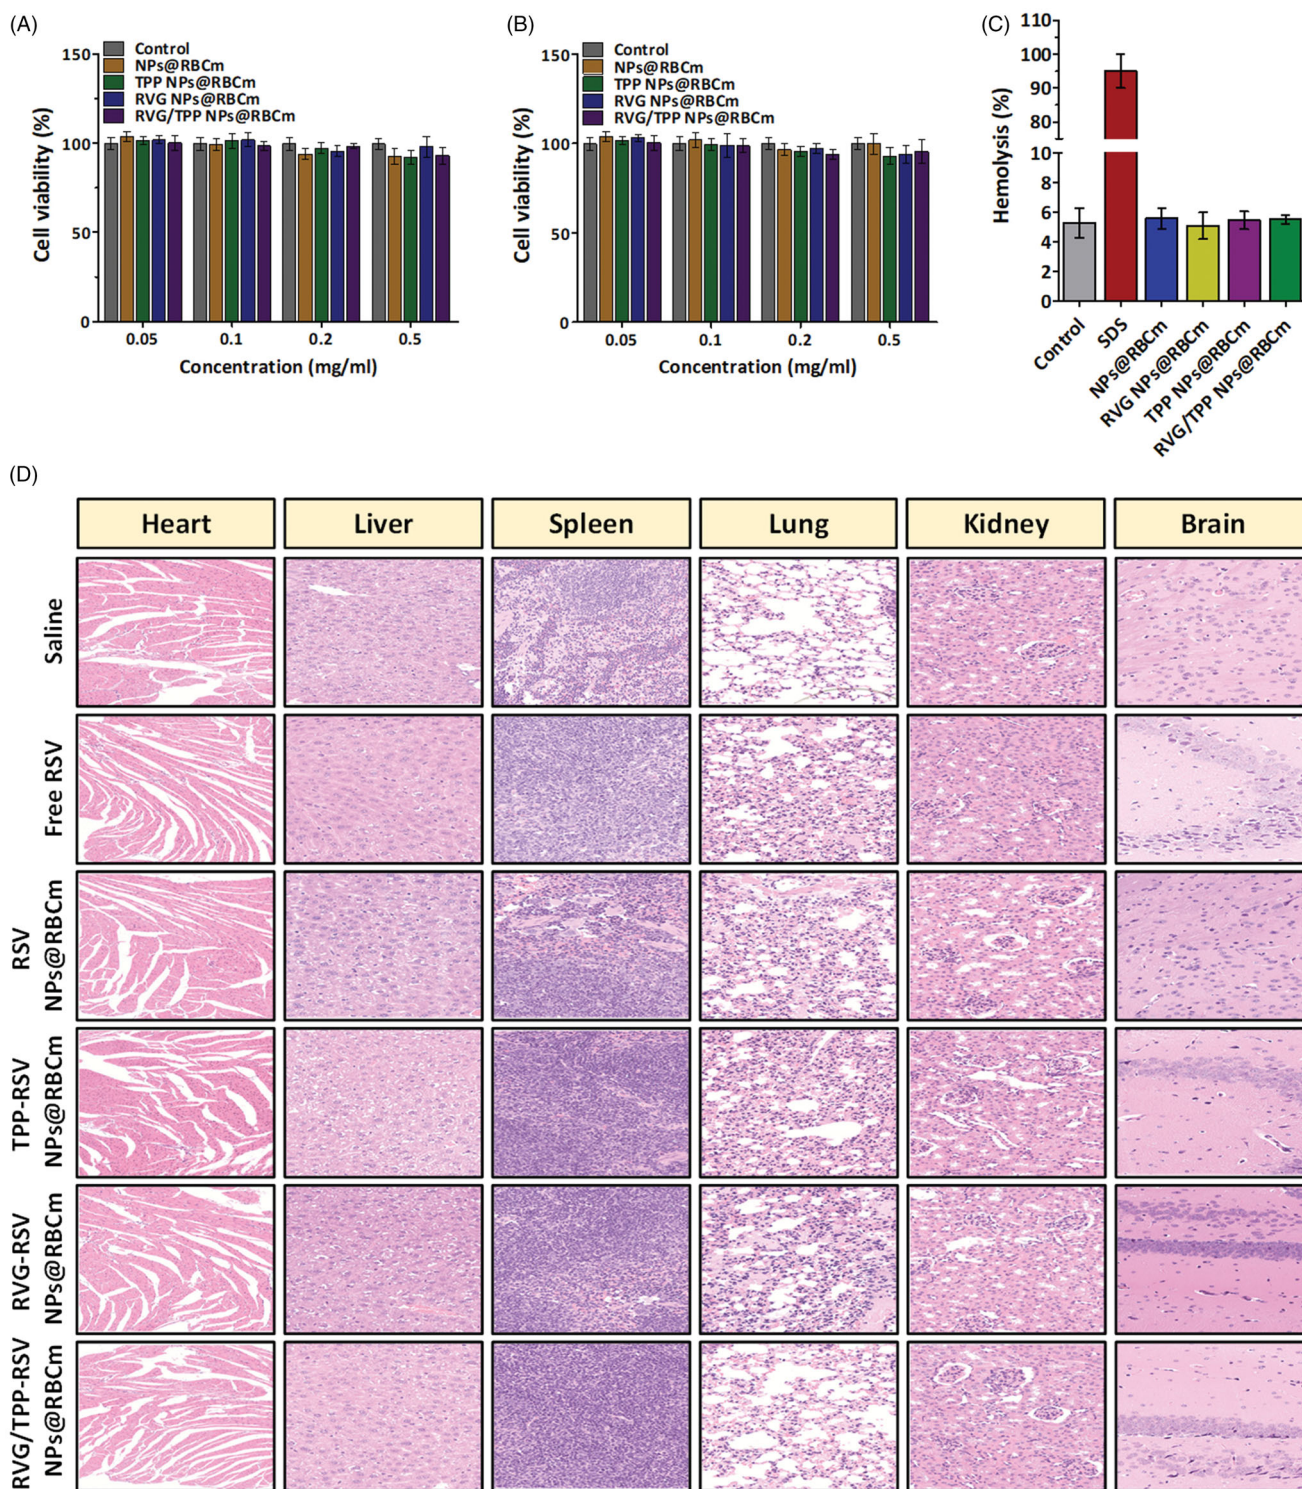 (A)
150
100
50
0
Cell viability (%)
Control
NPs@RBCm
TPP NPs@RBCm
RVG NPs@RBCm
RVG/TPP NPs@RBCm
0.05 0.1 0.2 0.5
Concentration (mg/ml)
(B)
150
100
50
0
Cell viability (%)
Control
NPs@RBCm
TPP NPs@RBCm
RVG NPs@RBCm
RVG/TPP NPs@RBCm
0.05 0.1 0.2 0.5
Concentration (mg/ml)
(C)
110
100
90
80
10
8
6
4
2
0
Hemolysis (%)
Control
SDS
NPs@RBCm
RVG NPs@RBCm
TPP NPs@RBCm
RVG/TPP NPs@RBCm
(D)
Heart Liver Spleen Lung Kidney Brain
Saline
Free RSV
RSV
NPs@RBCm
TPP-RSV
NPs@RBCm
RVG-RSV
NPs@RBCm
RVG/TPP-RSV
NPs@RBCm